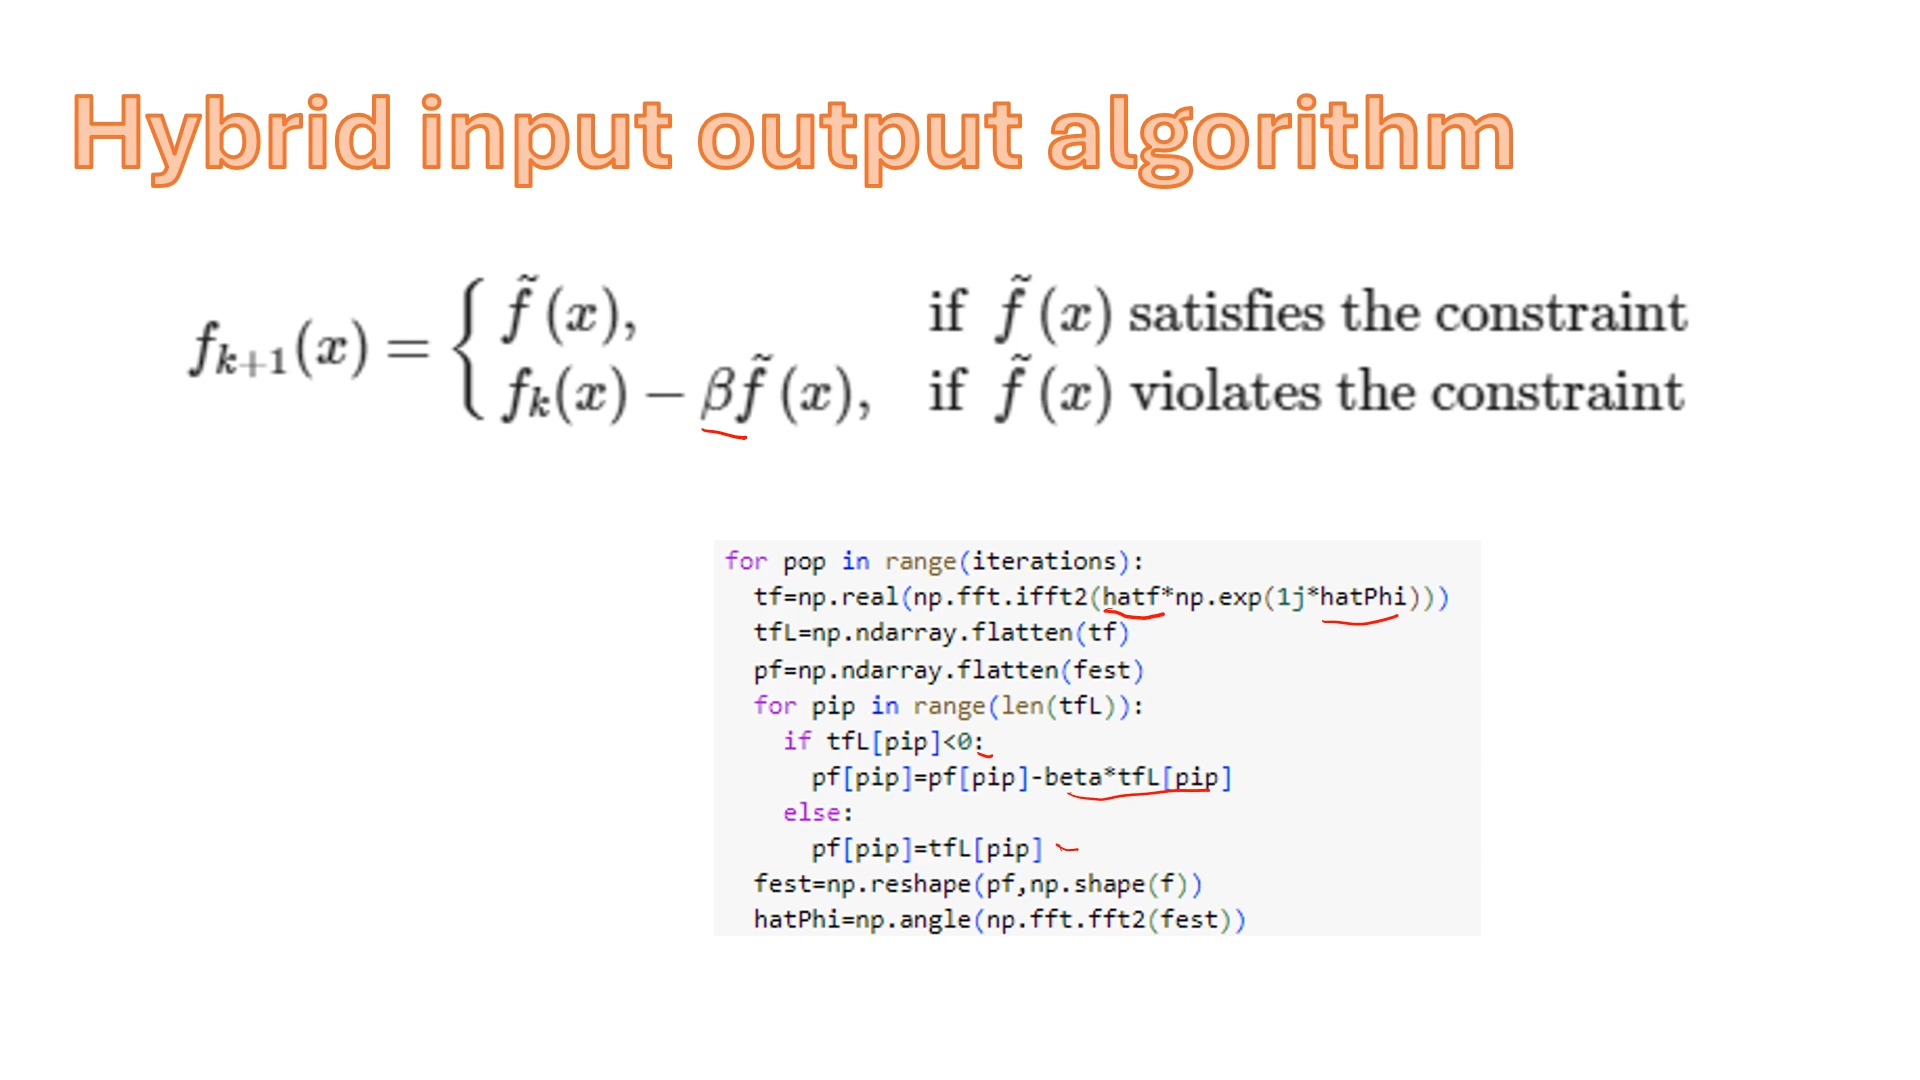 Hybrid input output algorithm
f_{k+1}(x) = { f̃(x), if f̃(x) satisfies the constraint
f_k(x) − βf̃(x), if f̃(x) violates the constraint
for pop in range(iterations):
  tf=np.real(np.fft.ifft2(hatf*np.exp(1j*hatPhi)))
  tfL=np.ndarray.flatten(tf)
  pf=np.ndarray.flatten(fest)
  for pip in range(len(tfL)):
    if tfL[pip]<0:
      pf[pip]=pf[pip]-beta*tfL[pip]
    else:
      pf[pip]=tfL[pip]
  fest=np.reshape(pf,np.shape(f))
  hatPhi=np.angle(np.fft.fft2(fest))